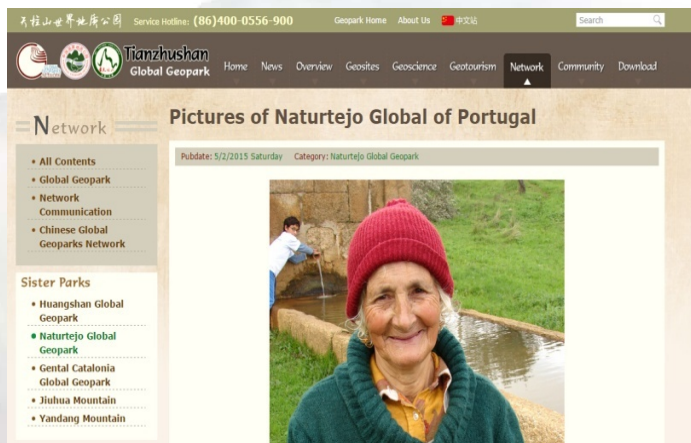 天柱山世界地质公园 Service Hotline: (86)400-0556-900 Geopark Home About Us 中文站 Search
Tianzhushan
Global Geopark
Home News Overview Geosites Geoscience Geotourism Network Community Download
Network
Pictures of Naturtejo Global of Portugal
Pubdate: 5/2/2015 Saturday Category: Naturtejo Global Geopark
• All Contents
• Global Geopark
• Network
Communication
• Chinese Global
Geoparks Network
Sister Parks
• Huangshan Global
Geopark
• Naturtejo Global
Geopark
• Gental Catalonia
Global Geopark
• Jiuhua Mountain
• Yandang Mountain